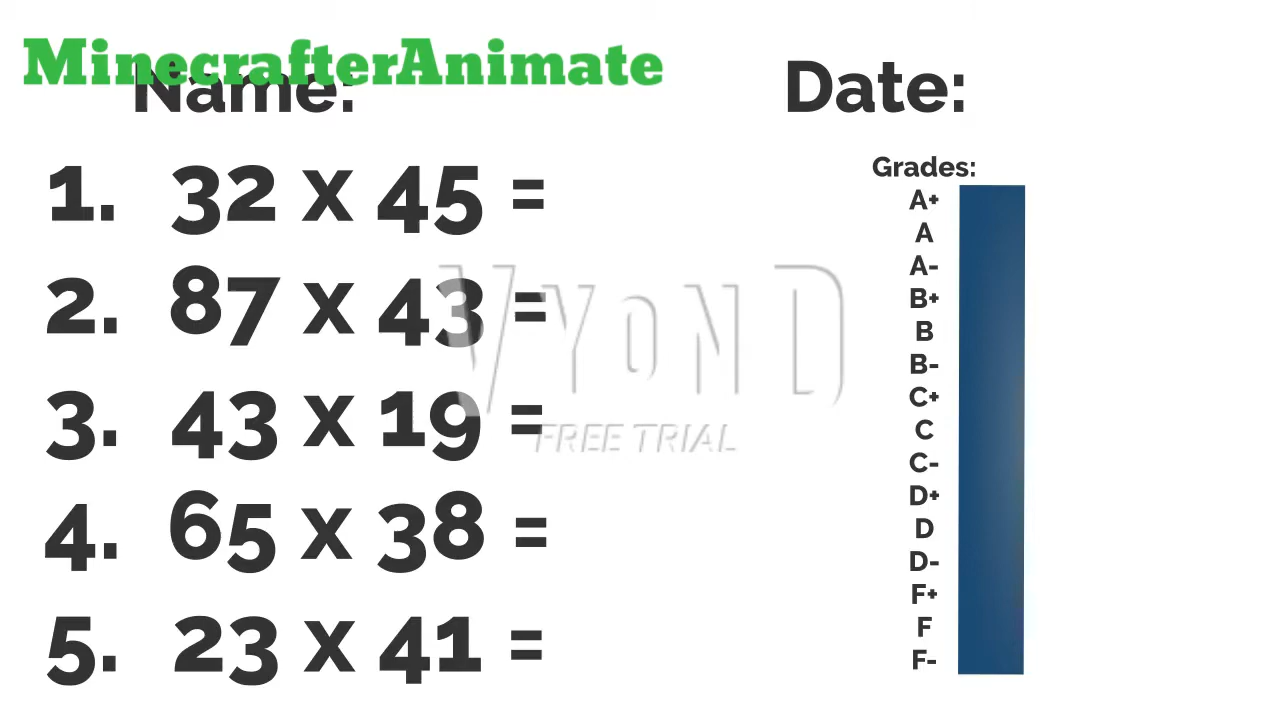 MinecrafterAnimate
Name:
Date:
1. 32 x 45 =
2. 87 x 43 =
3. 43 x 19 =
4. 65 x 38 =
5. 23 x 41 =
Grades:
A+
A
A-
B+
B
B-
C+
C
C-
D+
D
D-
F+
F
F-
VYOND
FREE TRIAL